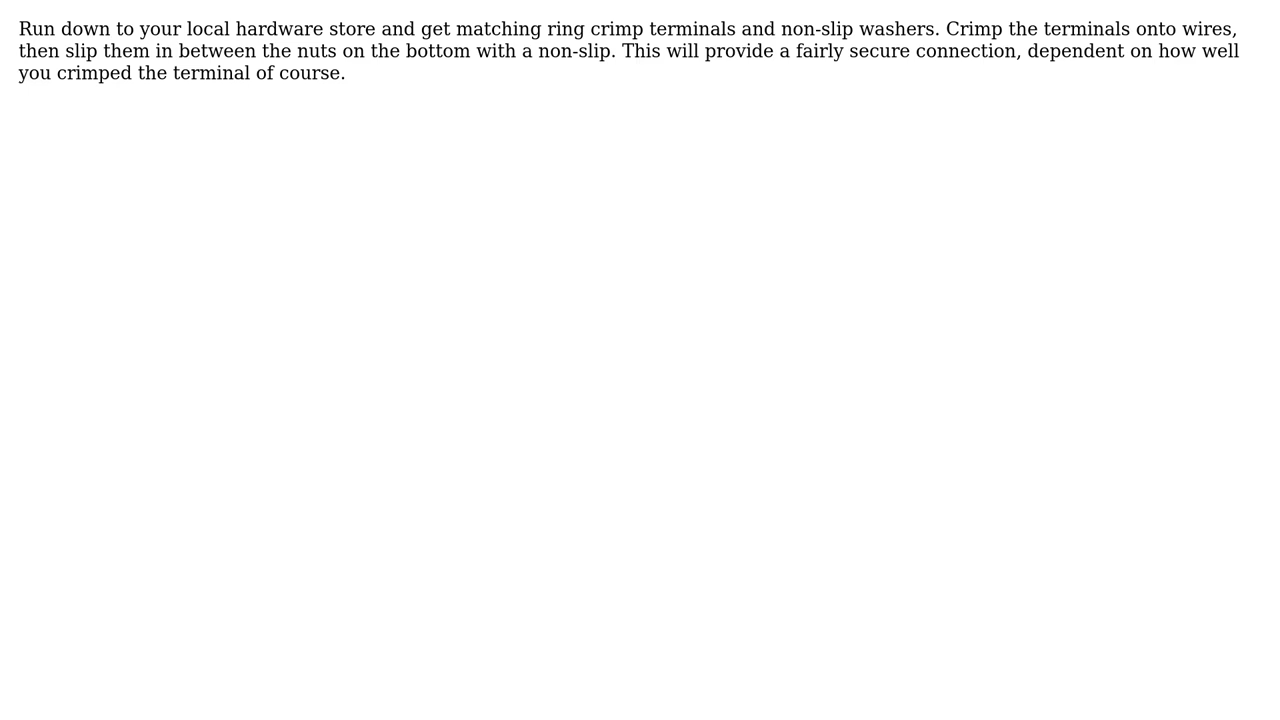 Run down to your local hardware store and get matching ring crimp terminals and non-slip washers. Crimp the terminals onto wires,
then slip them in between the nuts on the bottom with a non-slip. This will provide a fairly secure connection, dependent on how well
you crimped the terminal of course.